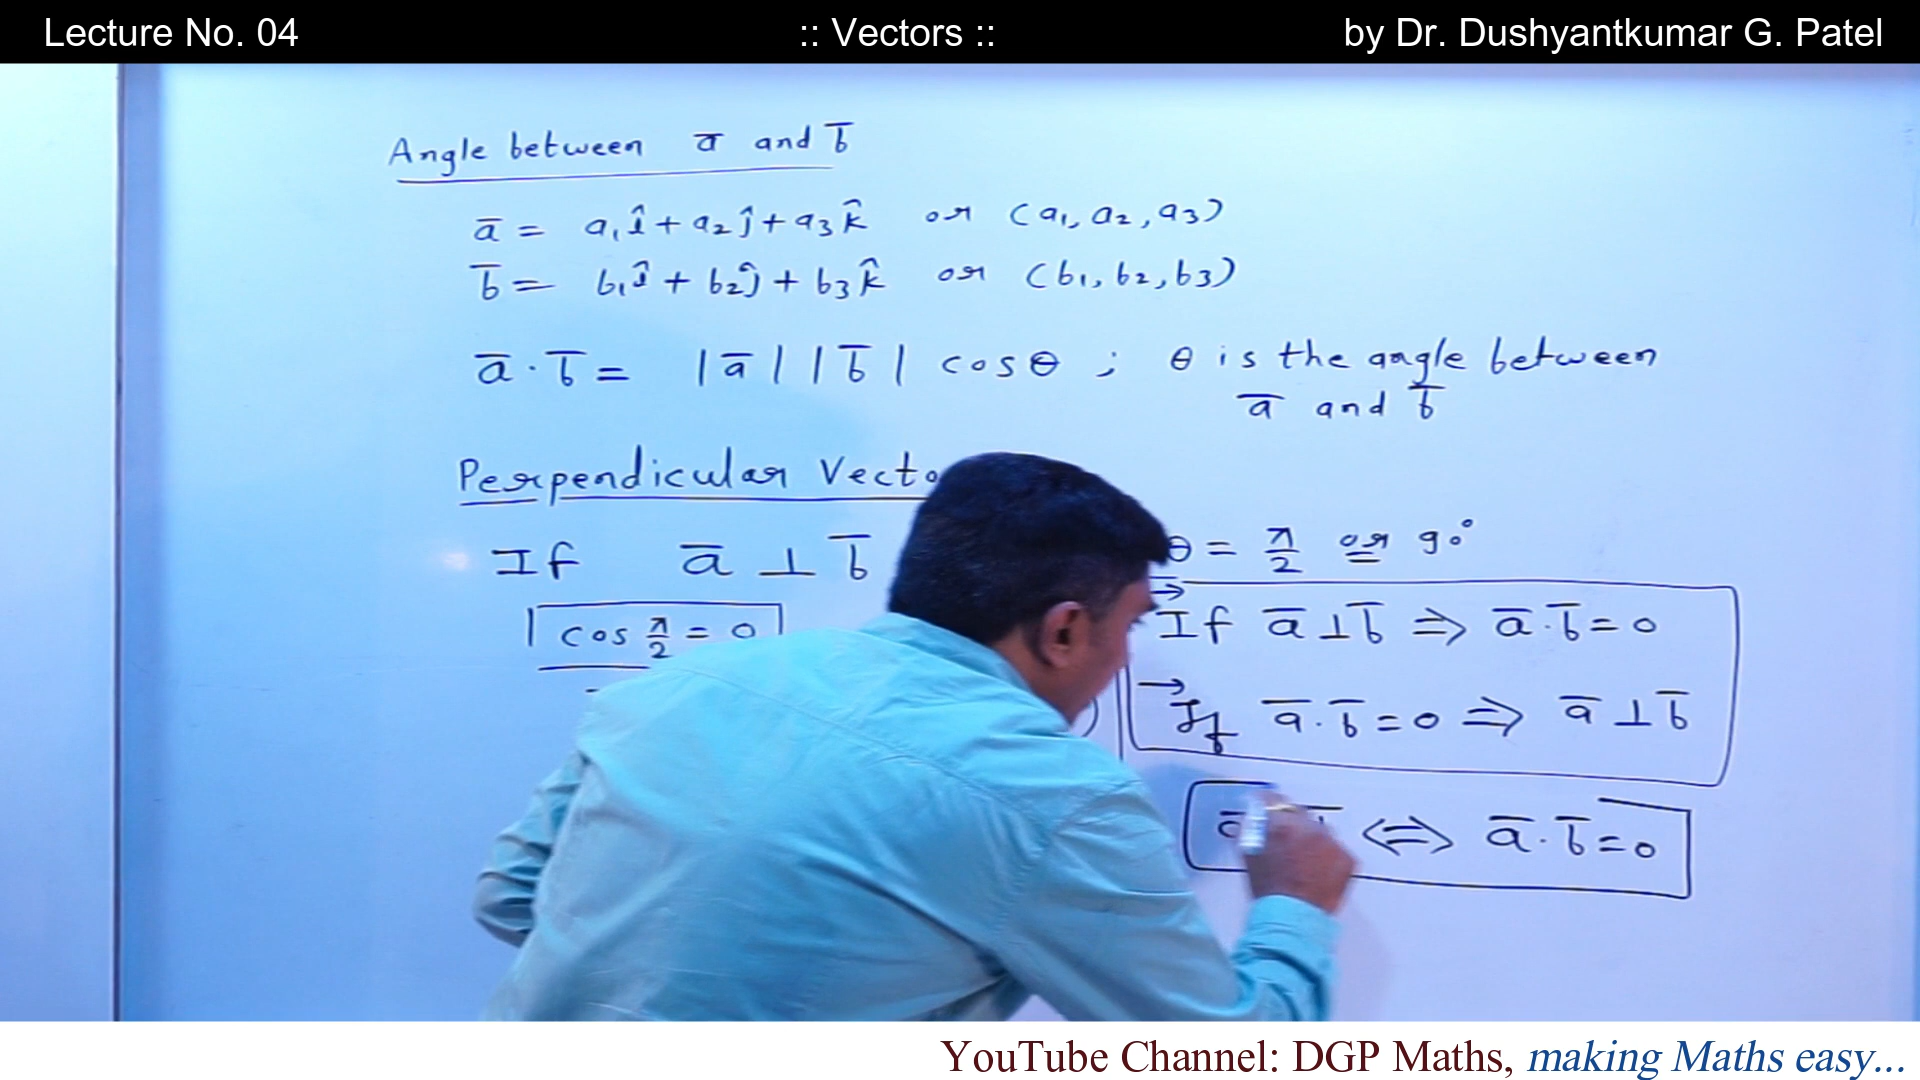 Lecture No. 04 :: Vectors :: by Dr. Dushyantkumar G. Patel
Angle between a̅ and b̅
a̅ = a₁î + a₂ĵ + a₃k̂ or (a₁, a₂, a₃)
b̅ = b₁î + b₂ĵ + b₃k̂ or (b₁, b₂, b₃)
a̅ · b̅ = |a̅| |b̅| cosθ ; θ is the angle between
a̅ and b̅
Perpendicular
If a̅ ⊥ b̅ θ = π/2 or 90°
cos π/2 = 0
→ If a̅ ⊥ b̅ ⇒ a̅ · b̅ = 0
→ If a̅ · b̅ = 0 ⇒ a̅ ⊥ b̅
⇔ a̅ · b̅ = 0
YouTube Channel: DGP Maths, making Maths easy...